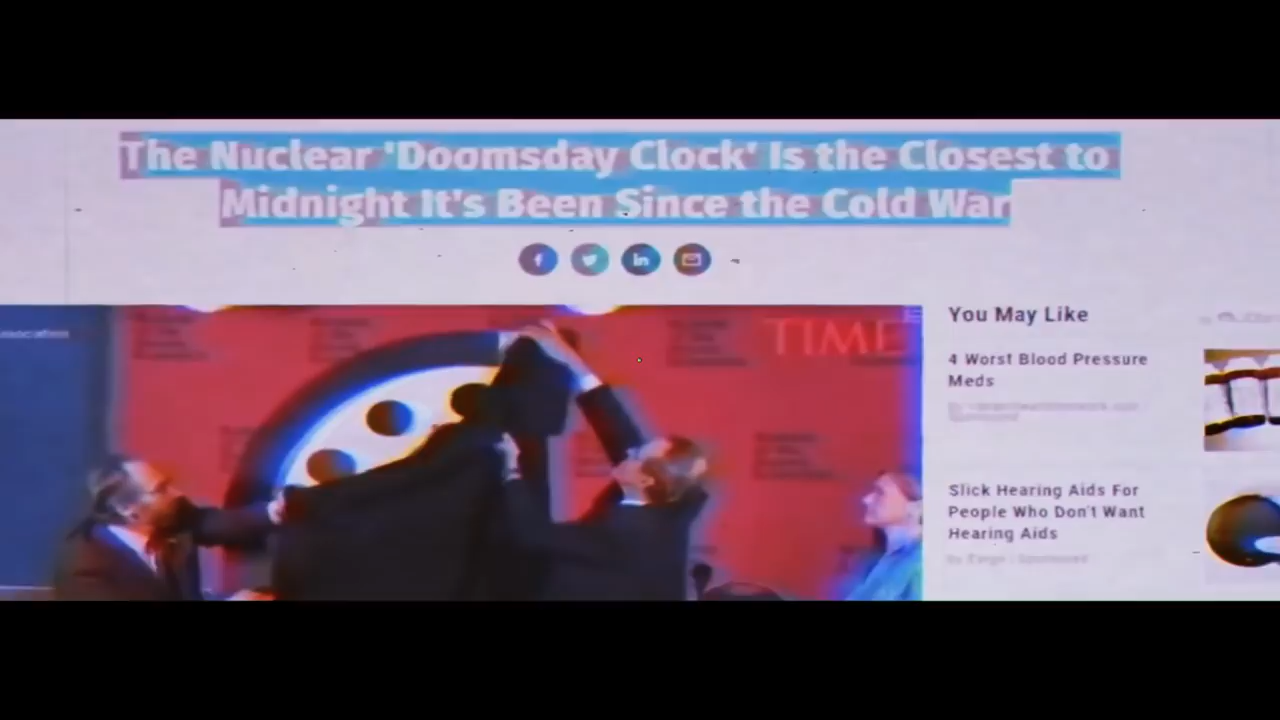 The Nuclear 'Doomsday Clock' Is the Closest to
Midnight It's Been Since the Cold War
TIME
You May Like
4 Worst Blood Pressure
Meds
Slick Hearing Aids For
People Who Don't Want
Hearing Aids